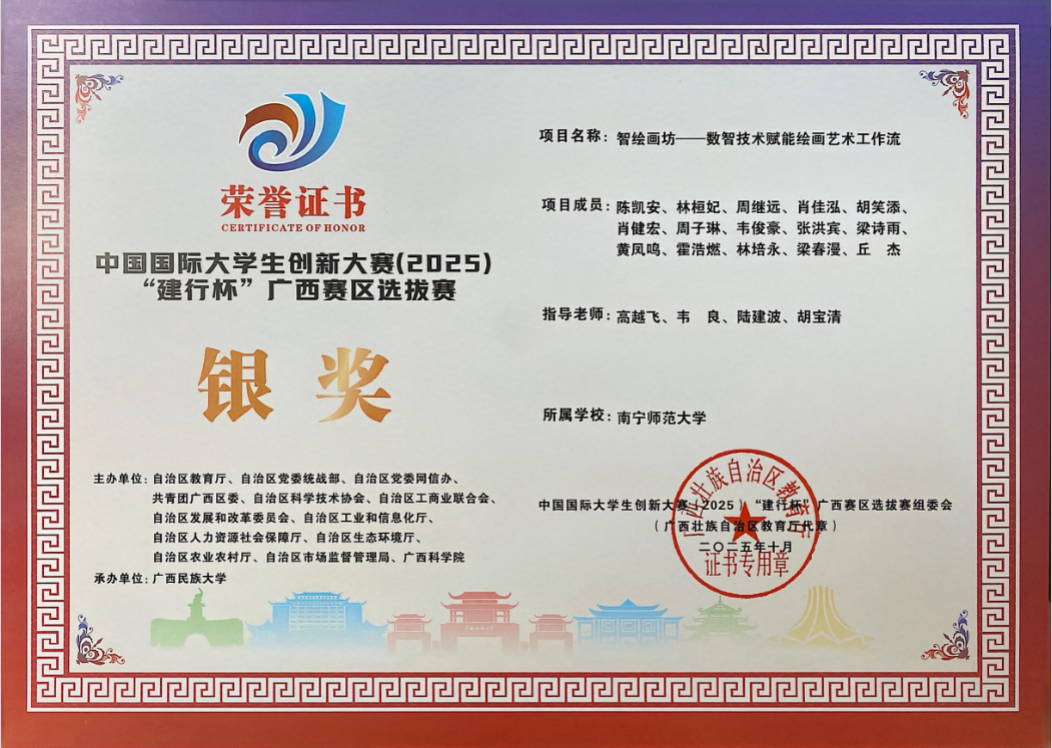 荣誉证书
CERTIFICATE OF HONOR
中国国际大学生创新大赛(2025)
“建行杯”广西赛区选拔赛
银 奖
主办单位:自治区教育厅、自治区党委统战部、自治区党委网信办、
共青团广西区委、自治区科学技术协会、自治区工商业联合会、
自治区发展和改革委员会、自治区工业和信息化厅、
自治区人力资源社会保障厅、自治区生态环境厅、
自治区农业农村厅、自治区市场监督管理局、广西科学院
承办单位:广西民族大学
项目名称:智绘画坊——数智技术赋能绘画艺术工作流
项目成员:陈凯安、林桓妃、周继远、肖佳泓、胡笑添、
肖健宏、周子琳、韦俊豪、张洪宾、梁诗雨、
黄凤鸣、霍浩燃、林培永、梁春漫、丘 杰
指导老师:高越飞、韦 良、陆建波、胡宝清
所属学校:南宁师范大学
中国国际大学生创新大赛(2025)“建行杯”广西赛区选拔赛组委会
(广西壮族自治区教育厅代章)
二〇二五年十月
广西壮族自治区教育厅
证书专用章